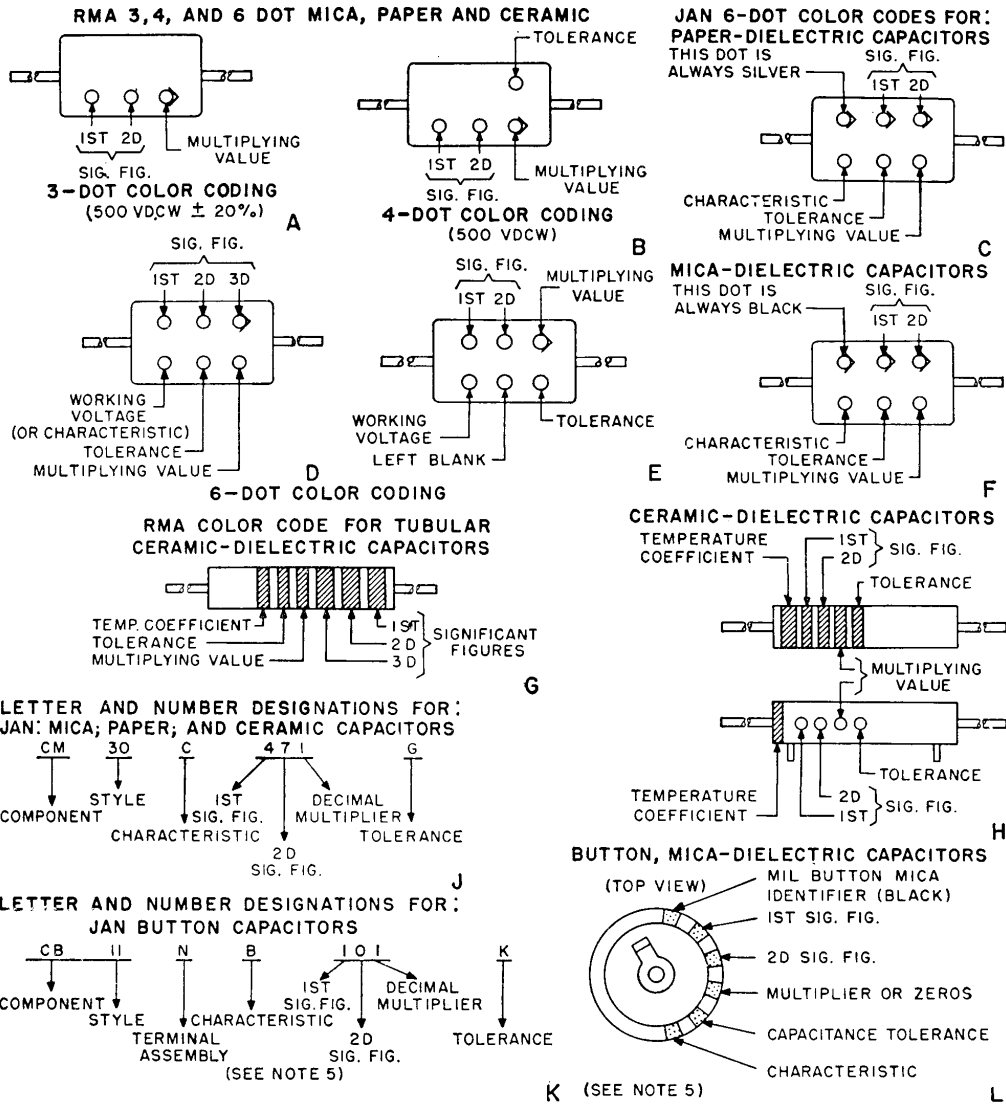 RMA 3,4, AND 6 DOT MICA, PAPER AND CERAMIC
TOLERANCE
1ST 2D
SIG. FIG.
MULTIPLYING
VALUE
3-DOT COLOR CODING
(500 VDCW ± 20%)
A
1ST 2D
SIG. FIG.
MULTIPLYING
VALUE
4-DOT COLOR CODING
(500 VDCW)
B
JAN 6-DOT COLOR CODES FOR:
PAPER-DIELECTRIC CAPACITORS
THIS DOT IS
ALWAYS SILVER
SIG. FIG.
1ST 2D
CHARACTERISTIC
TOLERANCE
MULTIPLYING VALUE
C
SIG. FIG.
1ST 2D 3D
WORKING
VOLTAGE
(OR CHARACTERISTIC)
TOLERANCE
MULTIPLYING VALUE
D
SIG. FIG.
1ST 2D
MULTIPLYING
VALUE
WORKING
VOLTAGE
LEFT BLANK
TOLERANCE
E
6-DOT COLOR CODING
MICA-DIELECTRIC CAPACITORS
THIS DOT IS
ALWAYS BLACK
SIG. FIG.
1ST 2D
CHARACTERISTIC
TOLERANCE
MULTIPLYING VALUE
F
RMA COLOR CODE FOR TUBULAR
CERAMIC-DIELECTRIC CAPACITORS
TEMP. COEFFICIENT
TOLERANCE
MULTIPLYING VALUE
1ST
2D
3D
SIGNIFICANT
FIGURES
G
CERAMIC-DIELECTRIC CAPACITORS
TEMPERATURE
COEFFICIENT
1ST
2D
SIG. FIG.
TOLERANCE
MULTIPLYING
VALUE
TOLERANCE
TEMPERATURE
COEFFICIENT
2D
1ST
SIG. FIG.
H
LETTER AND NUMBER DESIGNATIONS FOR:
JAN: MICA; PAPER; AND CERAMIC CAPACITORS
CM 30 C 471 G
COMPONENT
STYLE
CHARACTERISTIC
1ST
SIG. FIG.
2D
SIG. FIG.
DECIMAL
MULTIPLIER
TOLERANCE
J
LETTER AND NUMBER DESIGNATIONS FOR:
JAN BUTTON CAPACITORS
CB 11 N B 101 K
COMPONENT
STYLE
TERMINAL
ASSEMBLY
CHARACTERISTIC
1ST
SIG. FIG.
2D
SIG. FIG.
DECIMAL
MULTIPLIER
TOLERANCE
(SEE NOTE 5)
K
BUTTON, MICA-DIELECTRIC CAPACITORS
(TOP VIEW)
MIL BUTTON MICA
IDENTIFIER (BLACK)
1ST SIG. FIG.
2D SIG. FIG.
MULTIPLIER OR ZEROS
CAPACITANCE TOLERANCE
CHARACTERISTIC
(SEE NOTE 5)
L